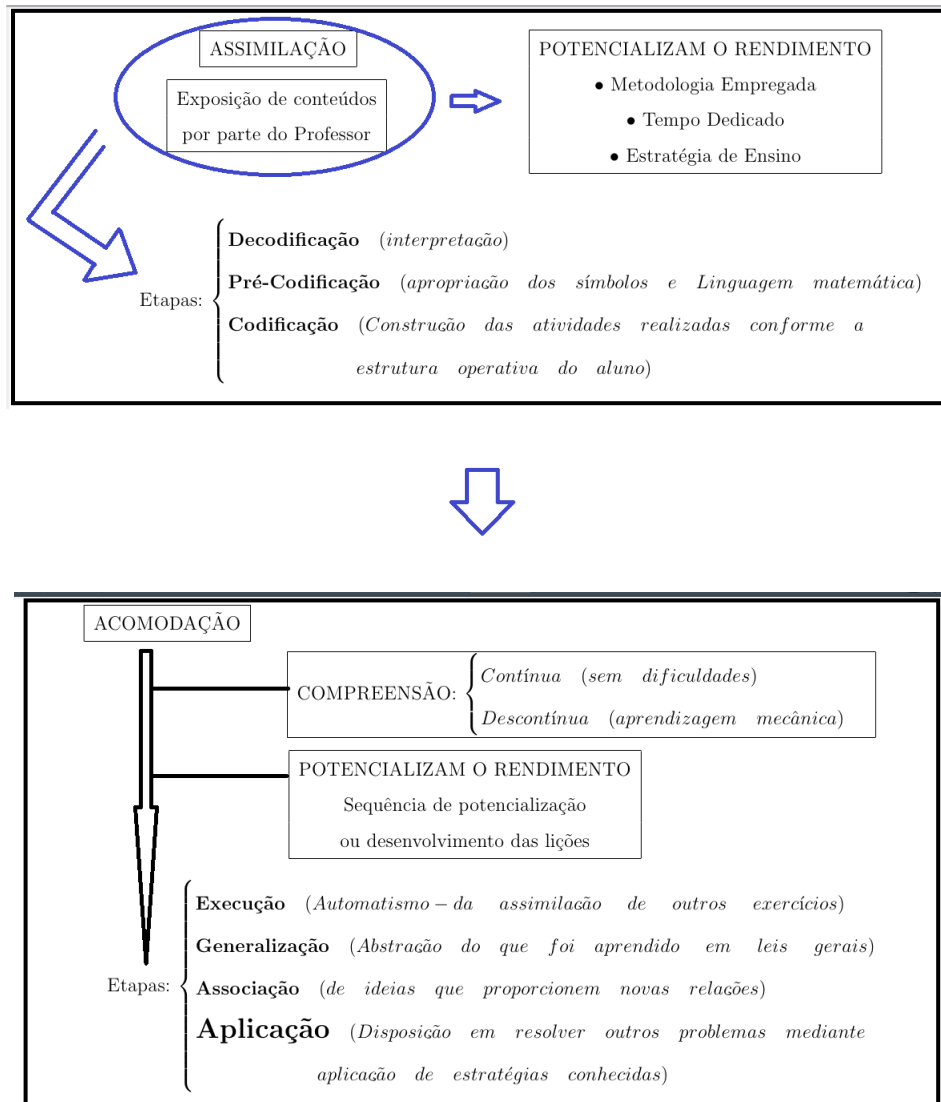 ASSIMILAÇÃO
Exposição de conteúdos
por parte do Professor
POTENCIALIZAM O RENDIMENTO
• Metodologia Empregada
• Tempo Dedicado
• Estratégia de Ensino
Etapas:
Decodificação (interpretação)
Pré-Codificação (apropriação dos símbolos e Linguagem matemática)
Codificação (Construção das atividades realizadas conforme a
estrutura operativa do aluno)
ACOMODAÇÃO
COMPREENSÃO:
Contínua (sem dificuldades)
Descontínua (aprendizagem mecânica)
POTENCIALIZAM O RENDIMENTO
Sequência de potencialização
ou desenvolvimento das lições
Etapas:
Execução (Automatismo – da assimilação de outros exercícios)
Generalização (Abstração do que foi aprendido em leis gerais)
Associação (de ideias que proporcionem novas relações)
Aplicação (Disposição em resolver outros problemas mediante
aplicação de estratégias conhecidas)